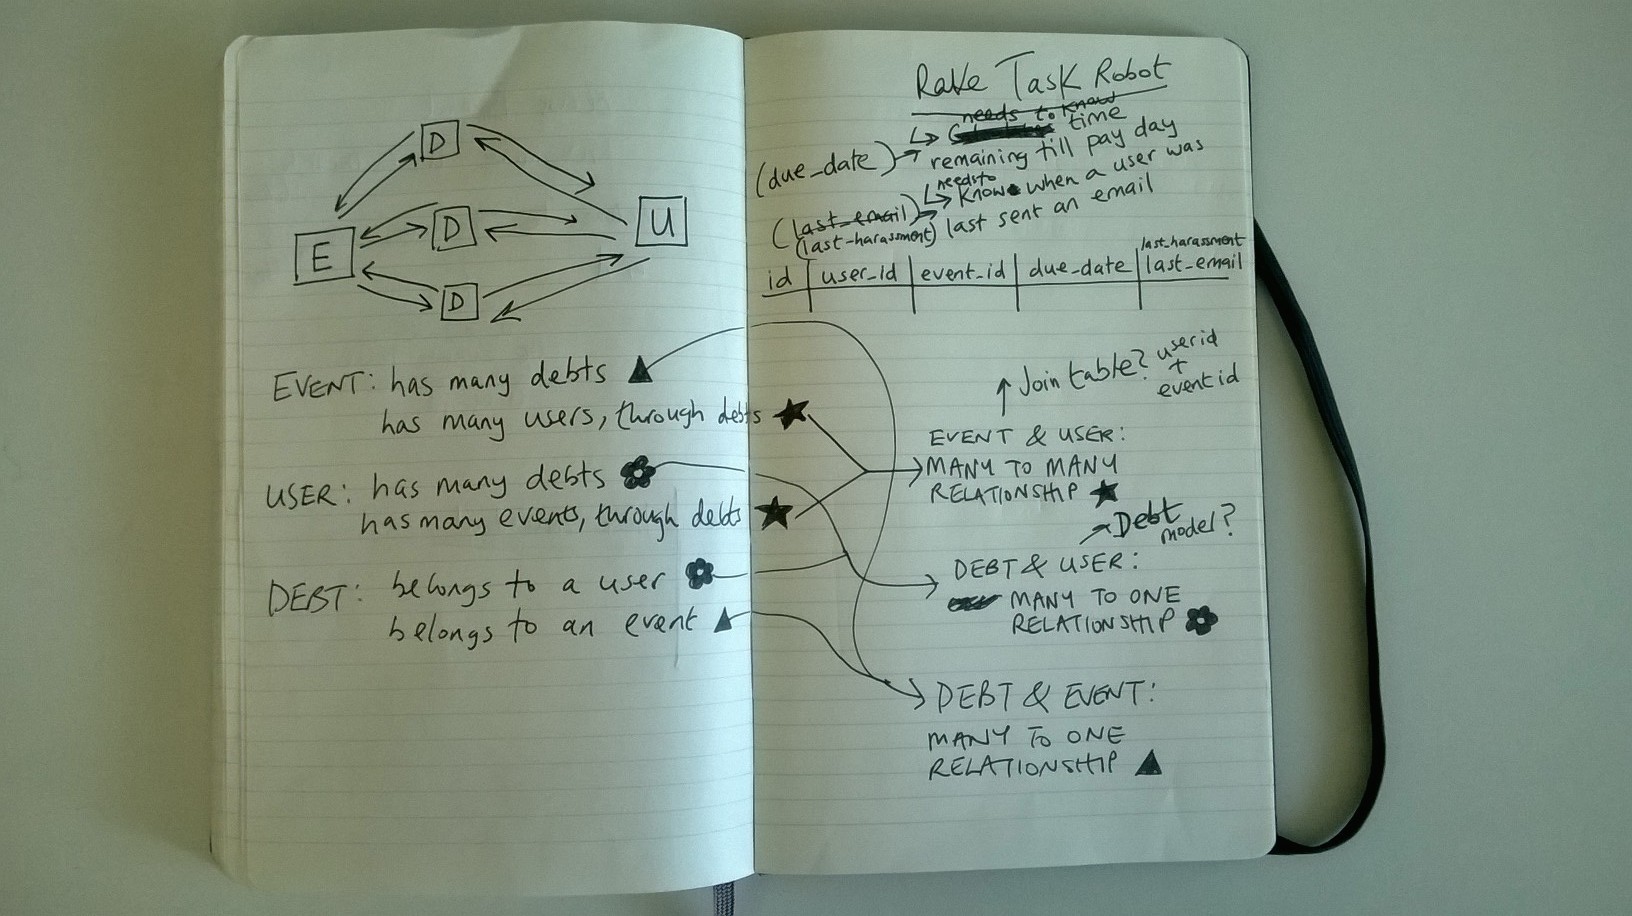 D
D
D
E
U
EVENT: has many debts
has many users, through debts
USER: has many debts
has many events, through debts
DEBT: belongs to a user
belongs to an event
Rake Task Robot
needs to know
time
(due_date) remaining till pay day
needs to
know when a user was
(last_email) last sent an email
(last-harassment)
last_harassment
id user_id event_id due_date last_email
Join table? user id
+
event id
EVENT & USER:
MANY TO MANY
RELATIONSHIP
Debt
model?
DEBT & USER:
MANY TO ONE
RELATIONSHIP
DEBT & EVENT:
MANY TO ONE
RELATIONSHIP